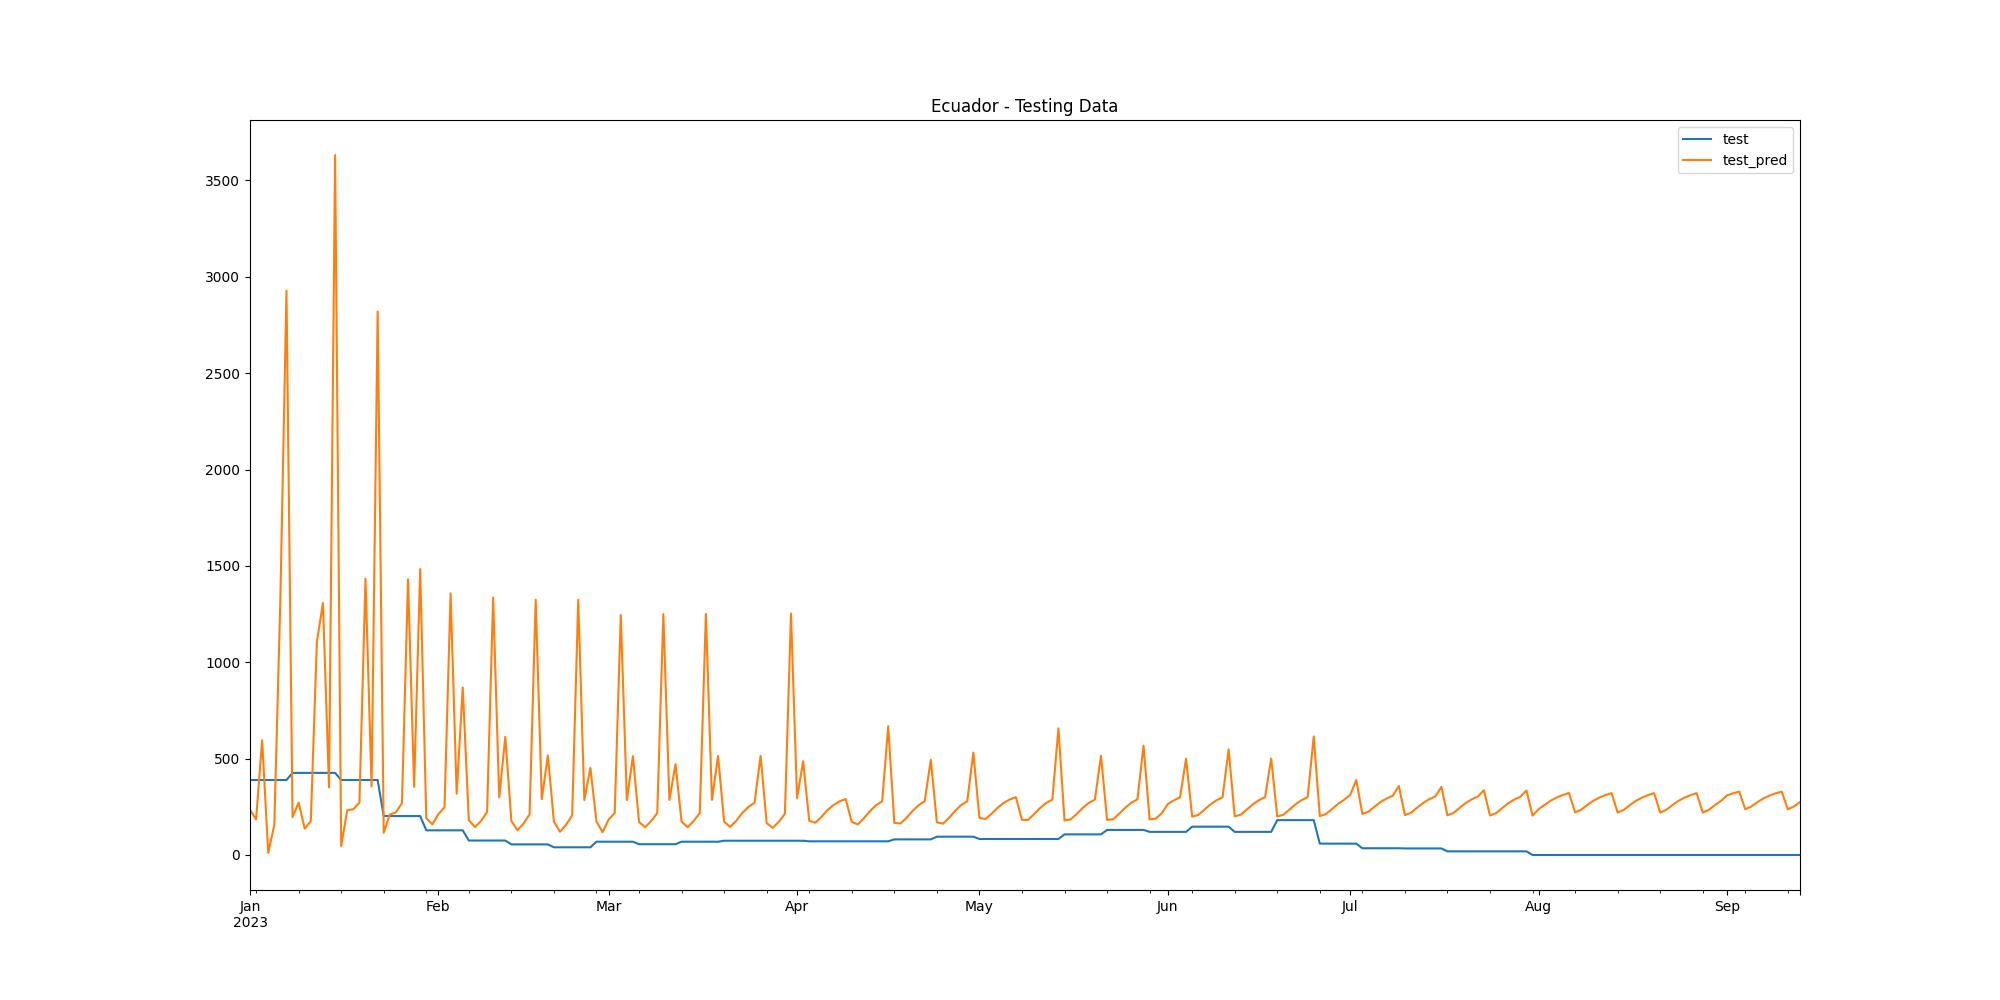 Ecuador - Testing Data
test
test_pred
3500
3000
2500
2000
1500
1000
500
0
Jan Feb Mar Apr May Jun Jul Aug Sep
2023